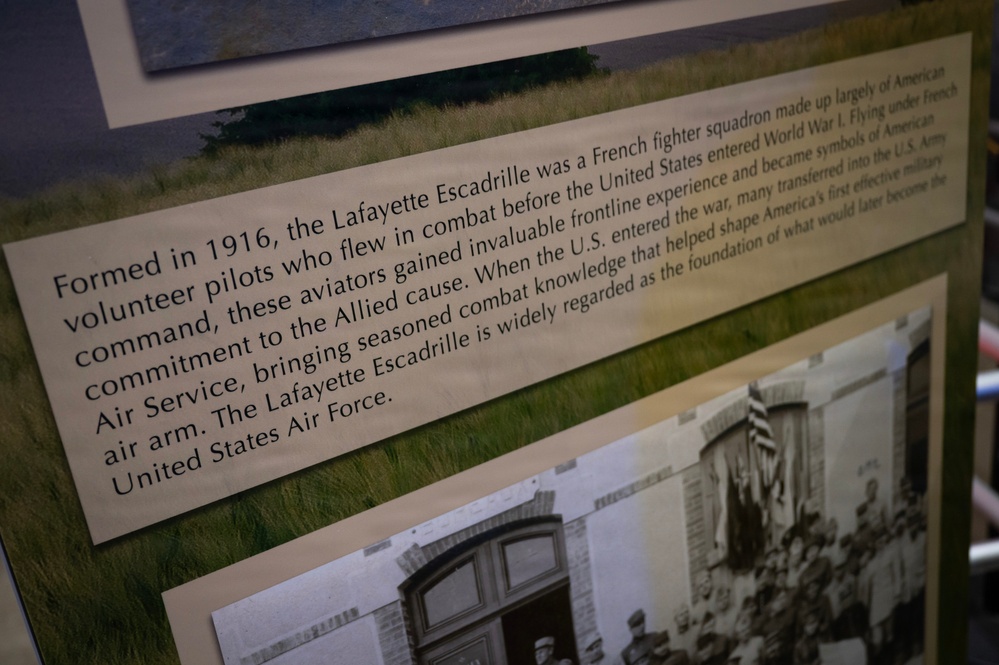 Formed in 1916, the Lafayette Escadrille was a French fighter squadron made up largely of American
volunteer pilots who flew in combat before the United States entered World War I. Flying under French
command, these aviators gained invaluable frontline experience and became symbols of American
commitment to the Allied cause. When the U.S. entered the war, many transferred into the U.S. Army
Air Service, bringing seasoned combat knowledge that helped shape America's first effective military
air arm. The Lafayette Escadrille is widely regarded as the foundation of what would later become the
United States Air Force.